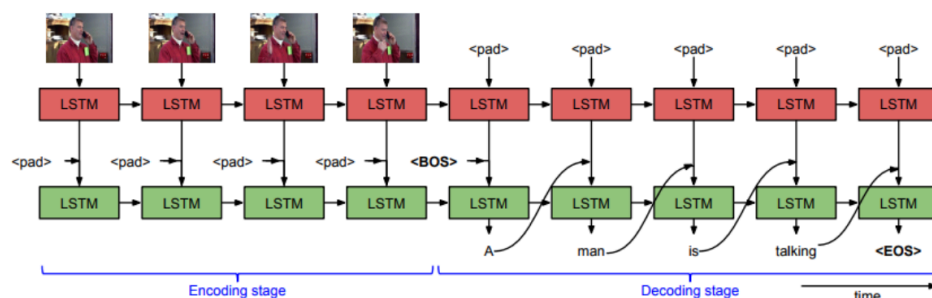 <pad> <pad> <pad> <pad> <pad>
LSTM LSTM LSTM LSTM LSTM LSTM LSTM LSTM LSTM
<pad> <pad> <pad> <pad> <BOS>
LSTM LSTM LSTM LSTM LSTM LSTM LSTM LSTM LSTM
A man is talking <EOS>
Encoding stage Decoding stage time